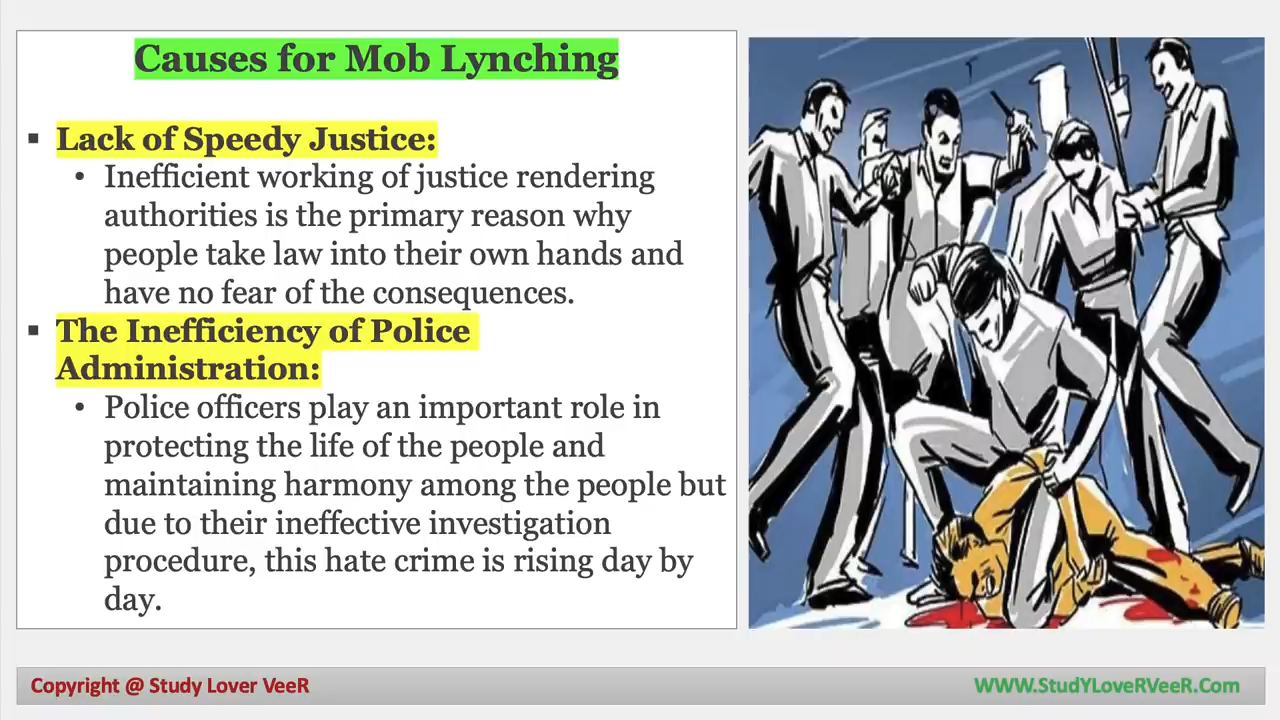 Causes for Mob Lynching
▪ Lack of Speedy Justice:
• Inefficient working of justice rendering
authorities is the primary reason why
people take law into their own hands and
have no fear of the consequences.
▪ The Inefficiency of Police
Administration:
• Police officers play an important role in
protecting the life of the people and
maintaining harmony among the people but
due to their ineffective investigation
procedure, this hate crime is rising day by
day.
Copyright @ Study Lover VeeR
WWW.StudYLoveRVeeR.Com